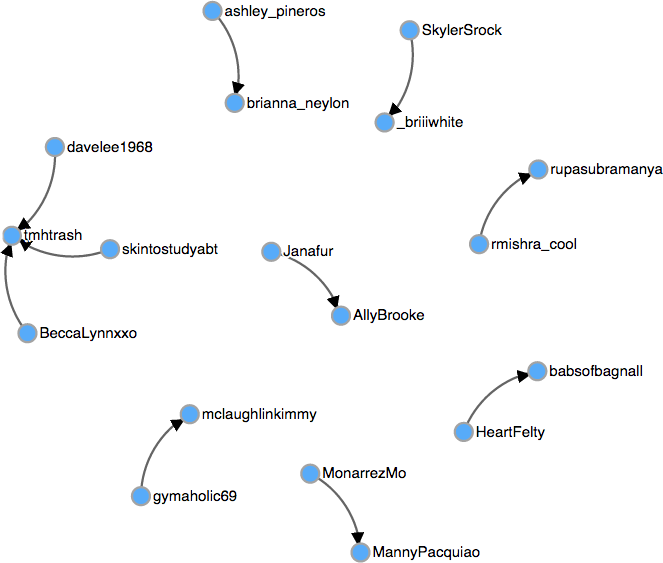 ashley_pineros
SkylerSrock
brianna_neylon
_briiiwhite
davelee1968
rupasubramanya
tmhtrash
skintostudyabt
Janafur
rmishra_cool
AllyBrooke
BeccaLynnxxo
babsofbagnall
mclaughlinkimmy
HeartFelty
MonarrezMo
gymaholic69
MannyPacquiao